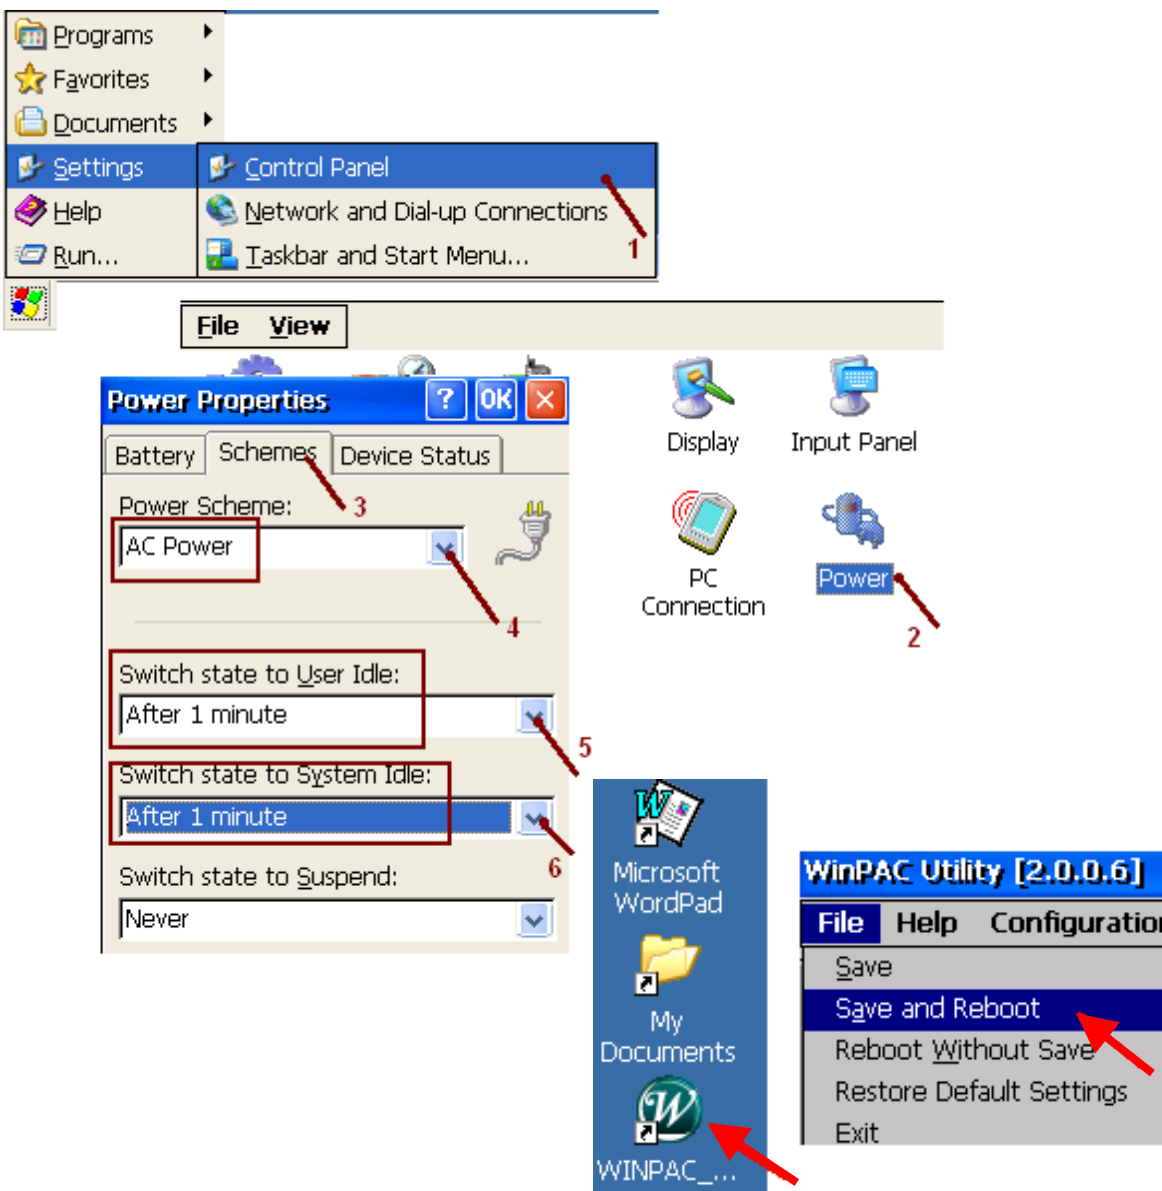 Programs
Favorites
Documents
Settings
Control Panel
Help
Network and Dial-up Connections
1
Run...
Taskbar and Start Menu...
File View
Power Properties ? OK
Battery Schemes Device Status
3
Power Scheme:
AC Power
4
Display
Input Panel
PC
Connection
Power
2
Switch state to User Idle:
After 1 minute
5
Switch state to System Idle:
After 1 minute
6
Switch state to Suspend:
Never
Microsoft
WordPad
My
Documents
WINPAC_...
WinPAC Utility [2.0.0.6]
File Help Configuration
Save
Save and Reboot
Reboot Without Save
Restore Default Settings
Exit